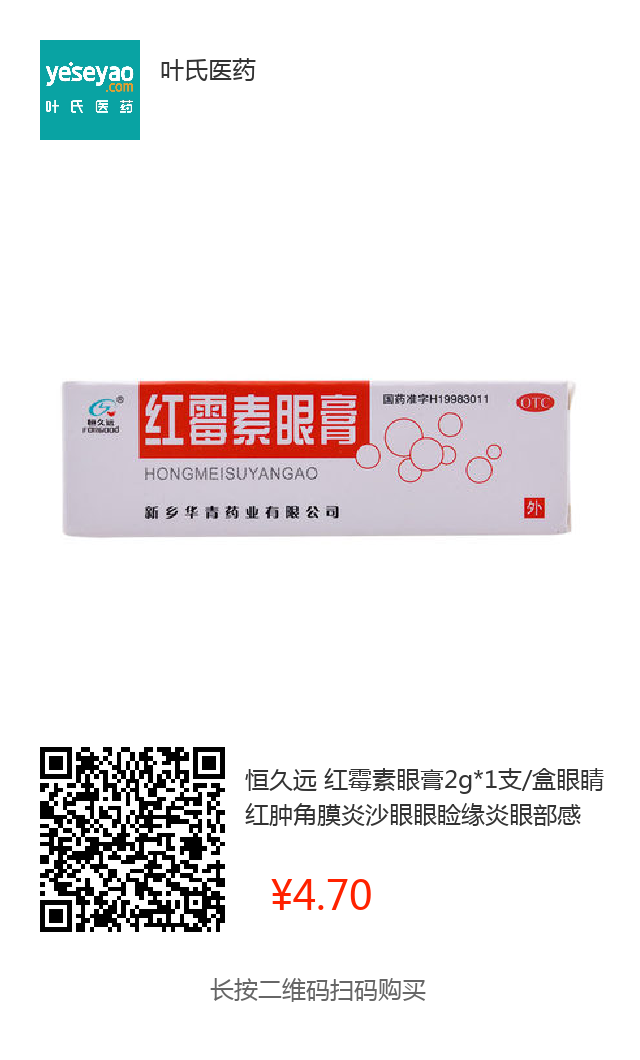 yeseyao
.com
叶氏医药
叶氏医药
恒久远
FOREGOOD
®
红霉素眼膏
国药准字H19983011
OTC
HONGMEISUYANGAO
新乡华青药业有限公司
外
恒久远 红霉素眼膏2g*1支/盒眼睛
红肿角膜炎沙眼眼睑缘炎眼部感
¥4.70
长按二维码扫码购买